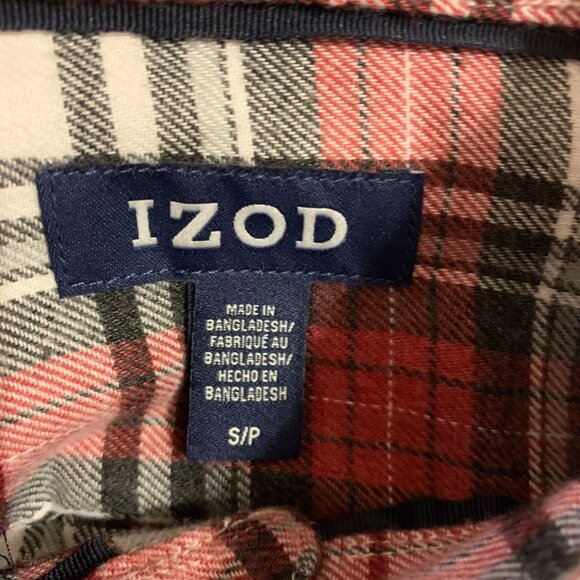 IZOD
MADE IN
BANGLADESH/
FABRIQUÉ AU
BANGLADESH/
HECHO EN
BANGLADESH
S/P